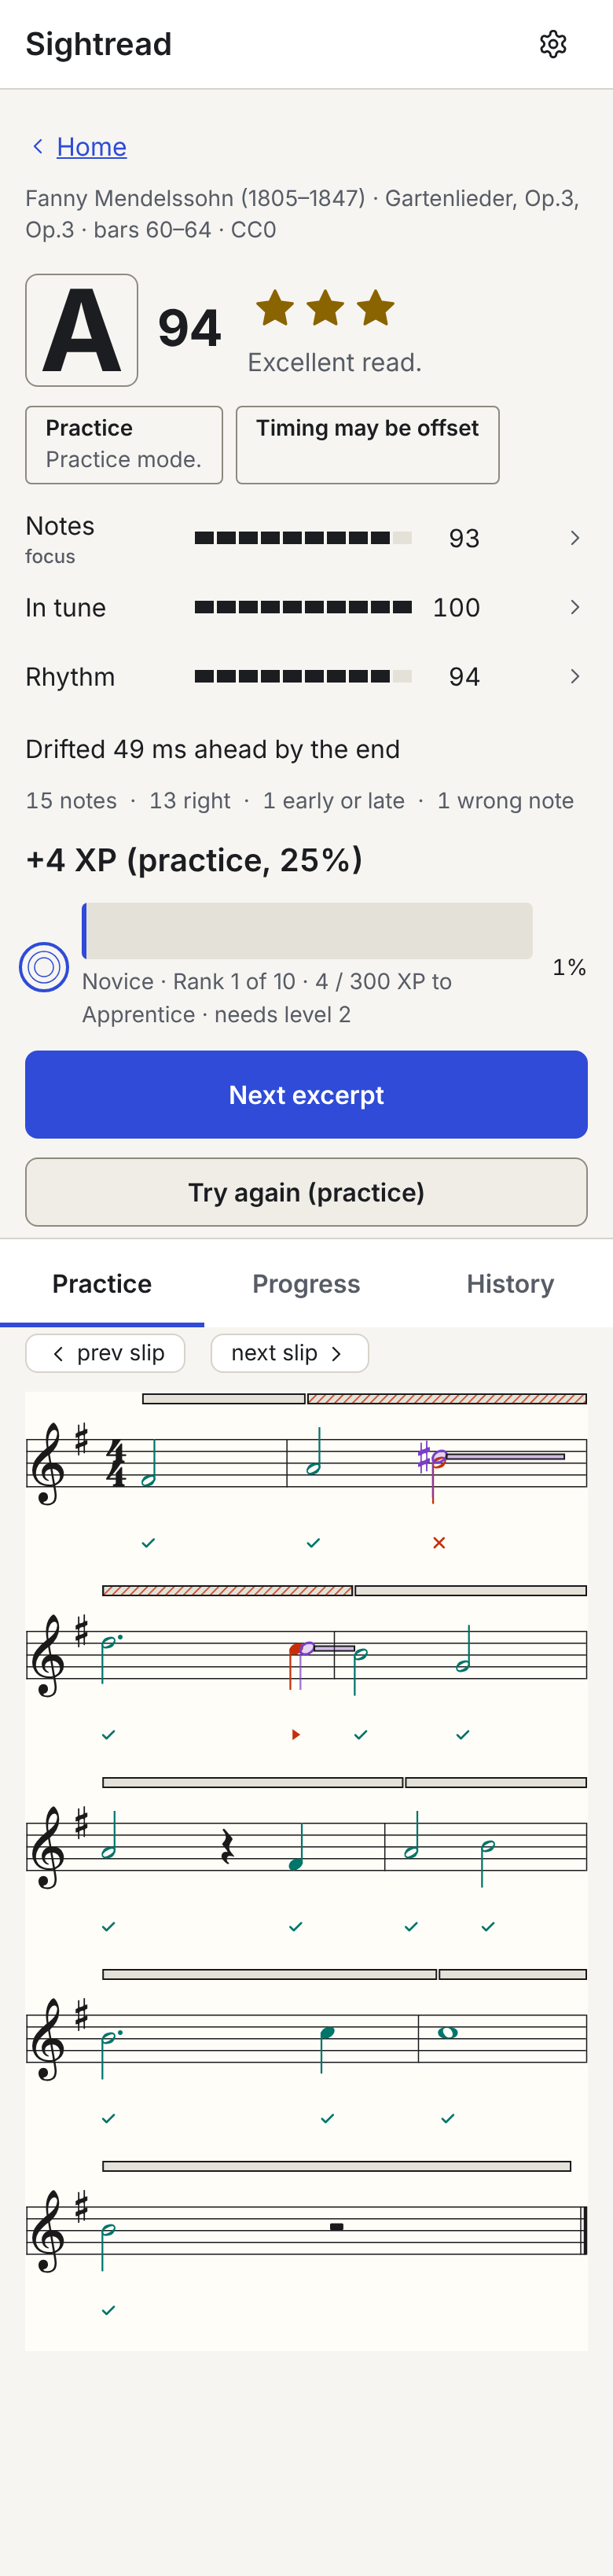 Sightread
Home
Fanny Mendelssohn (1805–1847) · Gartenlieder, Op.3,
Op.3 · bars 60–64 · CC0
A
94
Excellent read.
Practice
Practice mode.
Timing may be offset
Notes
focus
93
In tune
100
Rhythm
94
Drifted 49 ms ahead by the end
15 notes · 13 right · 1 early or late · 1 wrong note
+4 XP (practice, 25%)
Novice · Rank 1 of 10 · 4 / 300 XP to
Apprentice · needs level 2
1%
Next excerpt
Try again (practice)
Practice
Progress
History
prev slip
next slip
4
4